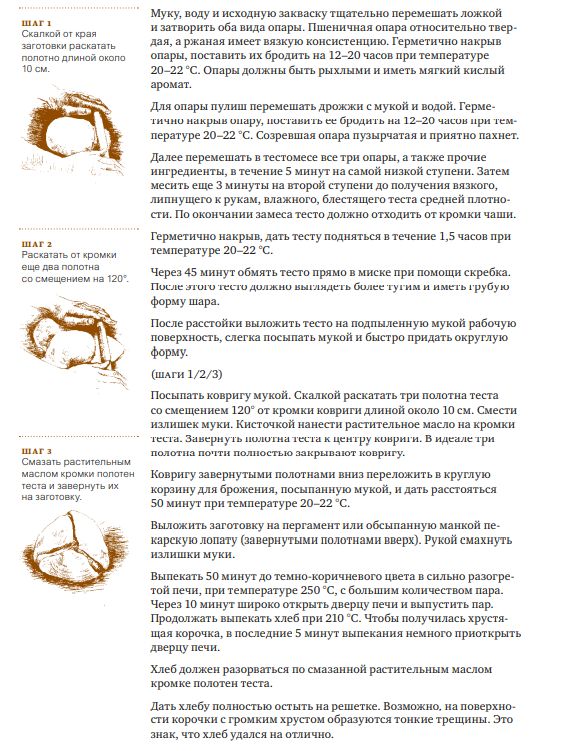 ШАГ 1
Скалкой от края
заготовки раскатать
полотно длиной около
10 см.
ШАГ 2
Раскатать от кромки
еще два полотна
со смещением на 120°.
ШАГ 3
Смазать растительным
маслом кромки полотен
теста и завернуть их
на заготовку.
Муку, воду и исходную закваску тщательно перемешать ложкой
и затворить оба вида опары. Пшеничная опара относительно твер-
дая, а ржаная имеет вязкую консистенцию. Герметично накрыв
опары, поставить их бродить на 12–20 часов при температуре
20–22 °С. Опары должны быть рыхлыми и иметь мягкий кислый
аромат.
Для опары пулиш перемешать дрожжи с мукой и водой. Герме-
тично накрыв опару, поставить ее бродить на 12–20 часов при тем-
пературе 20–22 °С. Созревшая опара пузырчатая и приятно пахнет.
Далее перемешать в тестомесе все три опары, а также прочие
ингредиенты, в течение 5 минут на самой низкой ступени. Затем
месить еще 3 минуты на второй ступени до получения вязкого,
липнущего к рукам, влажного, блестящего теста средней плотно-
сти. По окончании замеса тесто должно отходить от кромки чаши.
Герметично накрыв, дать тесту подняться в течение 1,5 часов при
температуре 20–22 °С.
Через 45 минут обмять тесто прямо в миске при помощи скребка.
После этого тесто должно выглядеть более тугим и иметь грубую
форму шара.
После расстойки выложить тесто на подпыленную мукой рабочую
поверхность, слегка посыпать мукой и быстро придать округлую
форму.
(ШАГИ 1/2/3)
Посыпать ковригу мукой. Скалкой раскатать три полотна теста
со смещением 120° от кромки ковриги длиной около 10 см. Смести
излишек муки. Кисточкой нанести растительное масло на кромки
теста. Завернуть полотна теста к центру ковриги. В идеале три
полотна почти полностью закрывают ковригу.
Ковригу завернутыми полотнами вниз переложить в круглую
корзину для брожения, посыпанную мукой, и дать расстояться
50 минут при температуре 20–22 °С.
Выложить заготовку на пергамент или обсыпанную манкой пе-
карскую лопату (завернутыми полотнами вверх). Рукой смахнуть
излишки муки.
Выпекать 50 минут до темно-коричневого цвета в сильно разогре-
той печи, при температуре 250 °С, с большим количеством пара.
Через 10 минут широко открыть дверцу печи и выпустить пар.
Продолжать выпекать хлеб при 210 °С. Чтобы получилась хрустя-
щая корочка, в последние 5 минут выпекания немного приоткрыть
дверцу печи.
Хлеб должен разорваться по смазанной растительным маслом
кромке полотен теста.
Дать хлебу полностью остыть на решетке. Возможно, на поверхно-
сти корочки с громким хрустом образуются тонкие трещины. Это
знак, что хлеб удался на отлично.